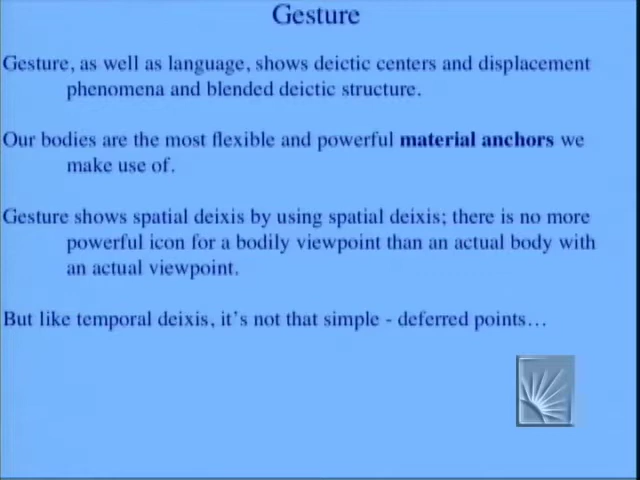 Gesture
Gesture, as well as language, shows deictic centers and displacement
phenomena and blended deictic structure.
Our bodies are the most flexible and powerful material anchors we
make use of.
Gesture shows spatial deixis by using spatial deixis; there is no more
powerful icon for a bodily viewpoint than an actual body with
an actual viewpoint.
But like temporal deixis, it's not that simple - deferred points…